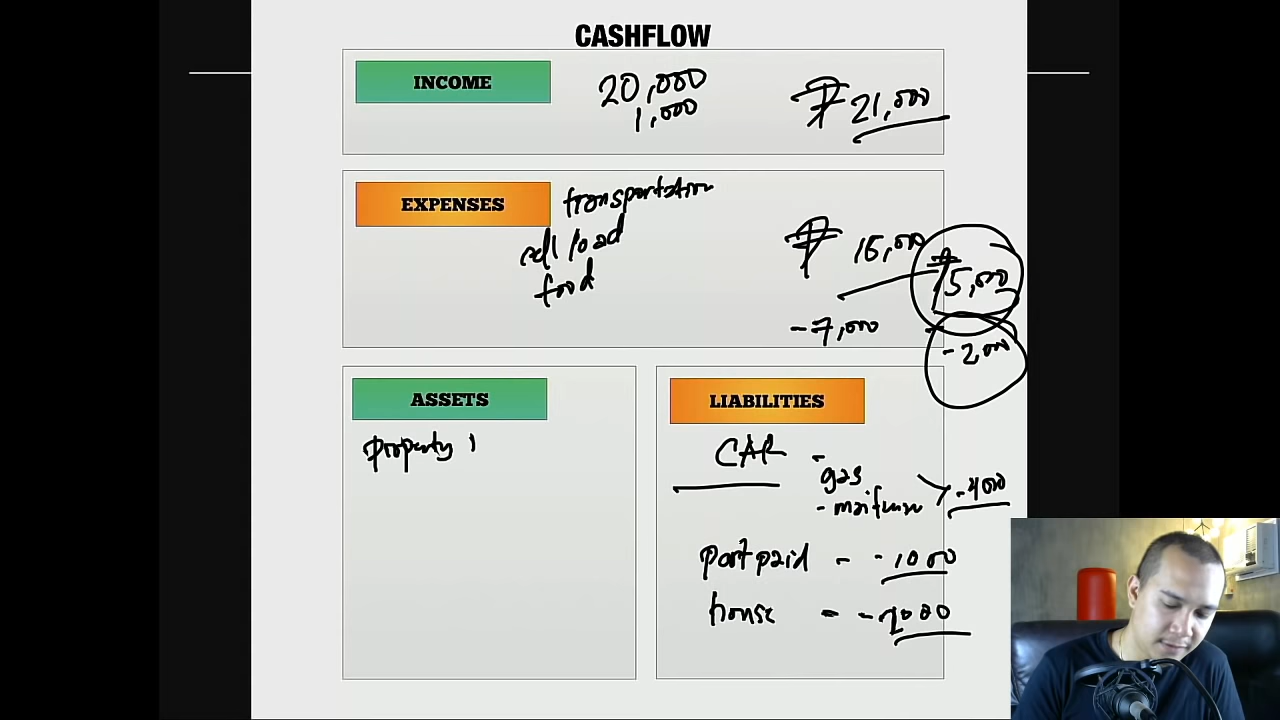 CASHFLOW
INCOME
20,000
1,000
₱ 21,000
EXPENSES
transportation
cell load
food
₱ 16,000
₱ 5,000
-7,000
-2,000
ASSETS
Property 1
LIABILITIES
CAR -
gas
-4000
postpaid - -1000
house - -2000